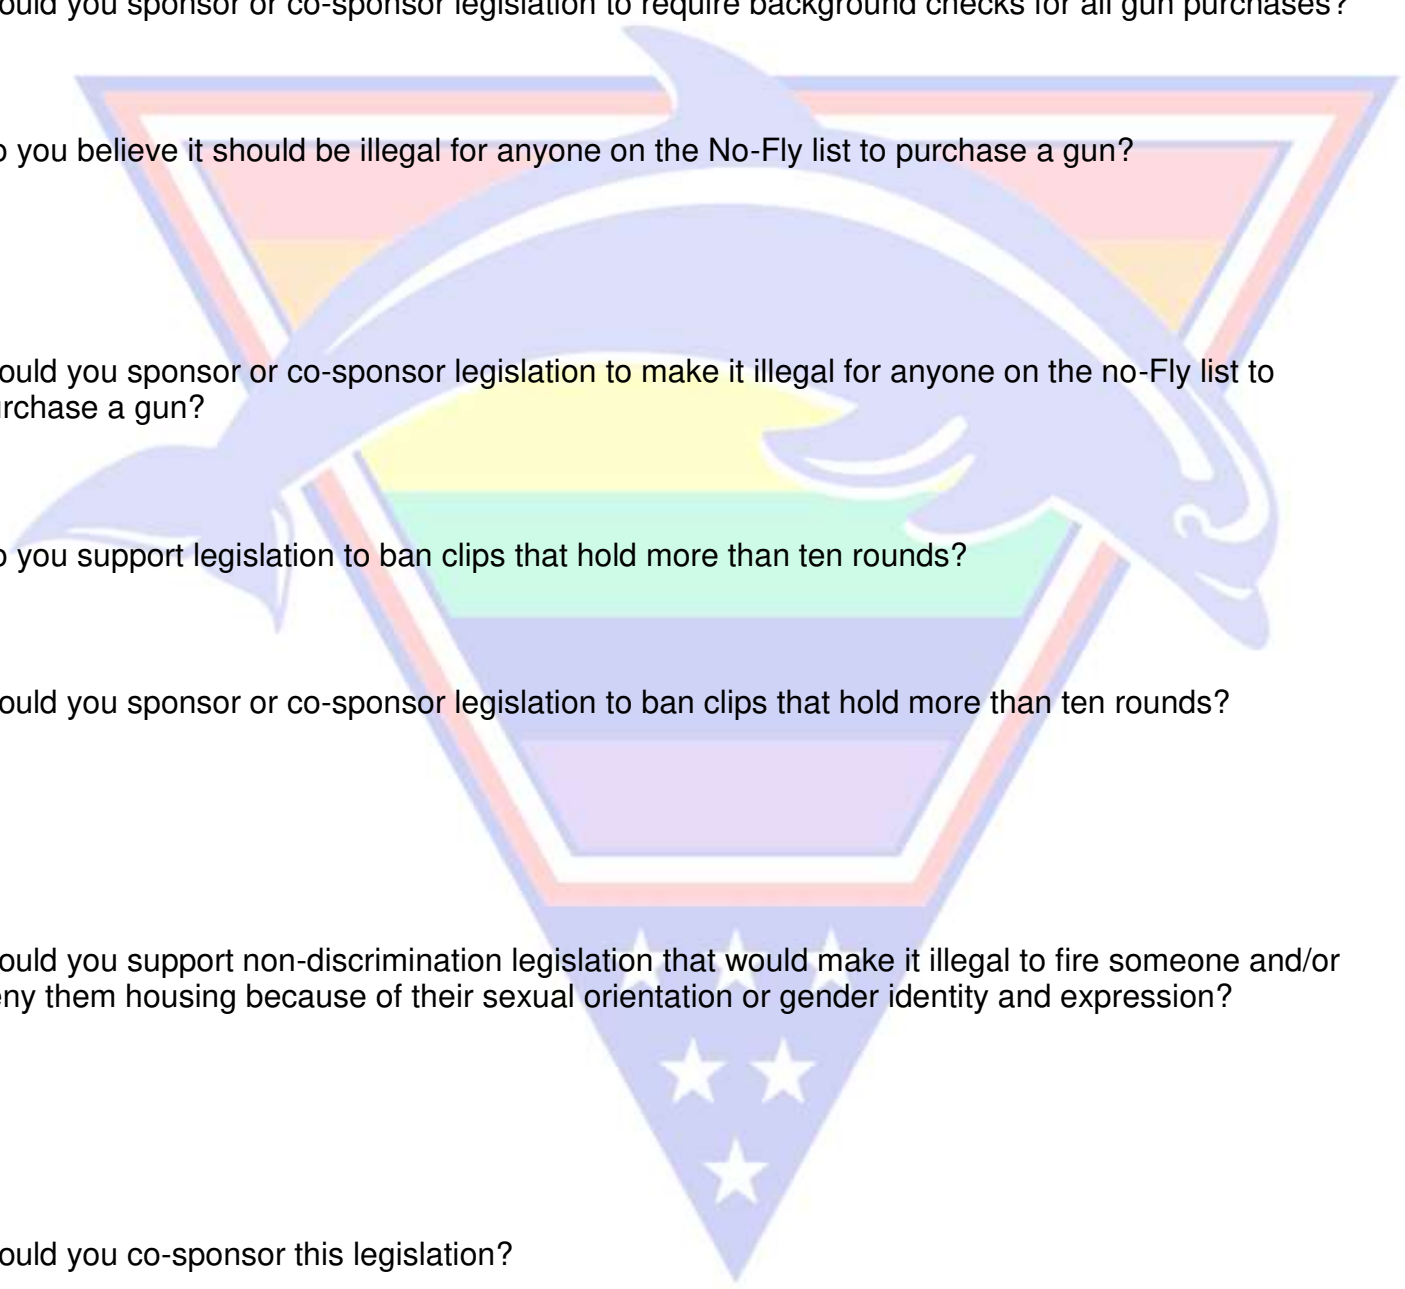 ould you sponsor or co-sponsor legislation to require background checks for all gun purchases?
o you believe it should be illegal for anyone on the No-Fly list to purchase a gun?
ould you sponsor or co-sponsor legislation to make it illegal for anyone on the no-Fly list to
urchase a gun?
o you support legislation to ban clips that hold more than ten rounds?
ould you sponsor or co-sponsor legislation to ban clips that hold more than ten rounds?
ould you support non-discrimination legislation that would make it illegal to fire someone and/or
eny them housing because of their sexual orientation or gender identity and expression?
ould you co-sponsor this legislation?